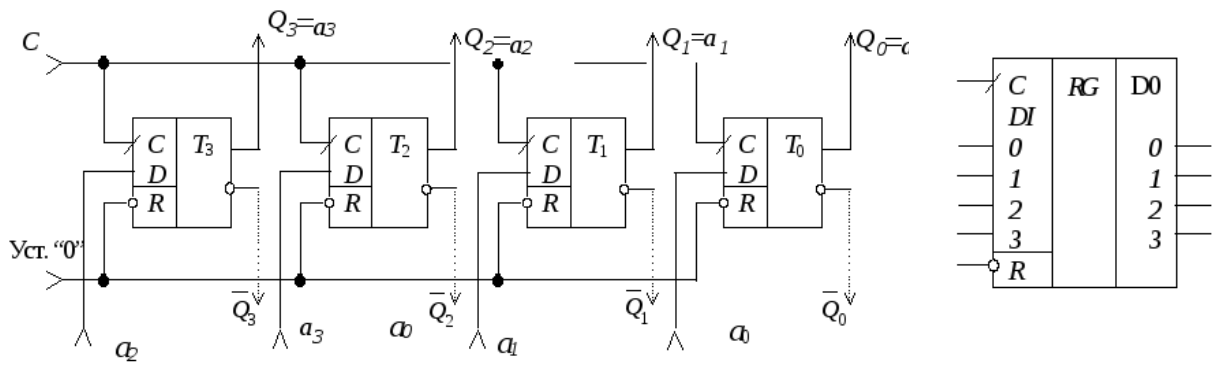 C
Q3=a3
Q2=a2
Q1=a1
Q0=a
C T3
D
R
C T2
D
R
C T1
D
R
C T0
D
R
Уст. “0”
Q̅3
Q̅2
Q̅1
Q̅0
a2
a3
a0
a1
a0
C RG D0
DI
0 0
1 1
2 2
3 3
R